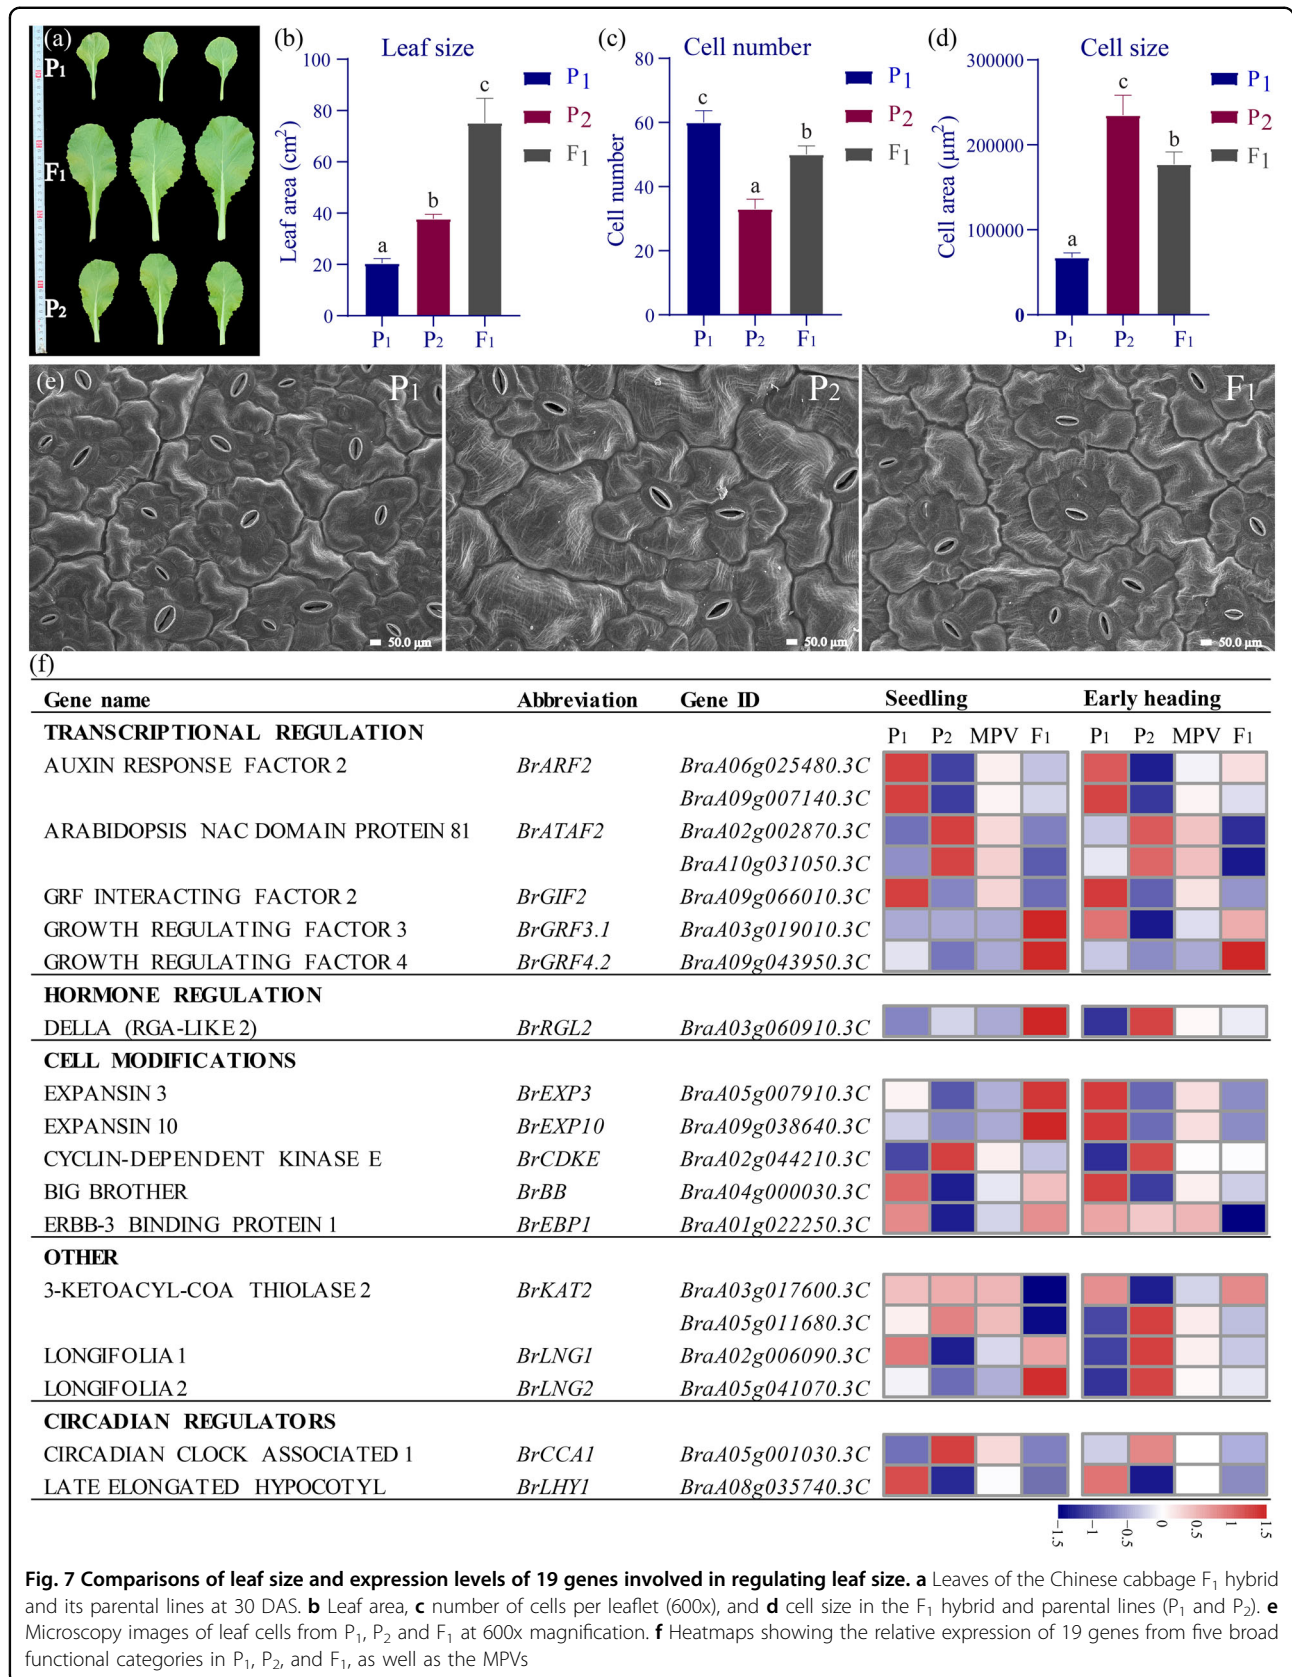 (a)
P1
F1
P2
(b)
Leaf size
Leaf area (cm2)
100
80
60
40
20
0
a
b
c
P1
P2
F1
P1 P2 F1
(c)
Cell number
Cell number
80
60
40
20
0
c
a
b
P1
P2
F1
P1 P2 F1
(d)
Cell size
Cell area (µm2)
300000
200000
100000
0
a
c
b
P1
P2
F1
P1 P2 F1
(e)
P1
P2
F1
50.0 µm
50.0 µm
50.0 µm
(f)
Gene name Abbreviation Gene ID Seedling Early heading
TRANSCRIPTIONAL REGULATION P1 P2 MPV F1 P1 P2 MPV F1
AUXIN RESPONSE FACTOR 2 BrARF2 BraA06g025480.3C
BraA09g007140.3C
ARABIDOPSIS NAC DOMAIN PROTEIN 81 BrATAF2 BraA02g002870.3C
BraA10g031050.3C
GRF INTERACTING FACTOR 2 BrGIF2 BraA09g066010.3C
GROWTH REGULATING FACTOR 3 BrGRF3.1 BraA03g019010.3C
GROWTH REGULATING FACTOR 4 BrGRF4.2 BraA09g043950.3C
HORMONE REGULATION
DELLA (RGA-LIKE 2) BrRGL2 BraA03g060910.3C
CELL MODIFICATIONS
EXPANSIN 3 BrEXP3 BraA05g007910.3C
EXPANSIN 10 BrEXP10 BraA09g038640.3C
CYCLIN-DEPENDENT KINASE E BrCDKE BraA02g044210.3C
BIG BROTHER BrBB BraA04g000030.3C
ERBB-3 BINDING PROTEIN 1 BrEBP1 BraA01g022250.3C
OTHER
3-KETOACYL-COA THIOLASE 2 BrKAT2 BraA03g017600.3C
BraA05g011680.3C
LONGIFOLIA 1 BrLNG1 BraA02g006090.3C
LONGIFOLIA 2 BrLNG2 BraA05g041070.3C
CIRCADIAN REGULATORS
CIRCADIAN CLOCK ASSOCIATED 1 BrCCA1 BraA05g001030.3C
LATE ELONGATED HYPOCOTYL BrLHY1 BraA08g035740.3C
-1.5 -1 -0.5 0 0.5 1 1.5
Fig. 7 Comparisons of leaf size and expression levels of 19 genes involved in regulating leaf size. a Leaves of the Chinese cabbage F1 hybrid
and its parental lines at 30 DAS. b Leaf area, c number of cells per leaflet (600x), and d cell size in the F1 hybrid and parental lines (P1 and P2). e
Microscopy images of leaf cells from P1, P2 and F1 at 600x magnification. f Heatmaps showing the relative expression of 19 genes from five broad
functional categories in P1, P2, and F1, as well as the MPVs